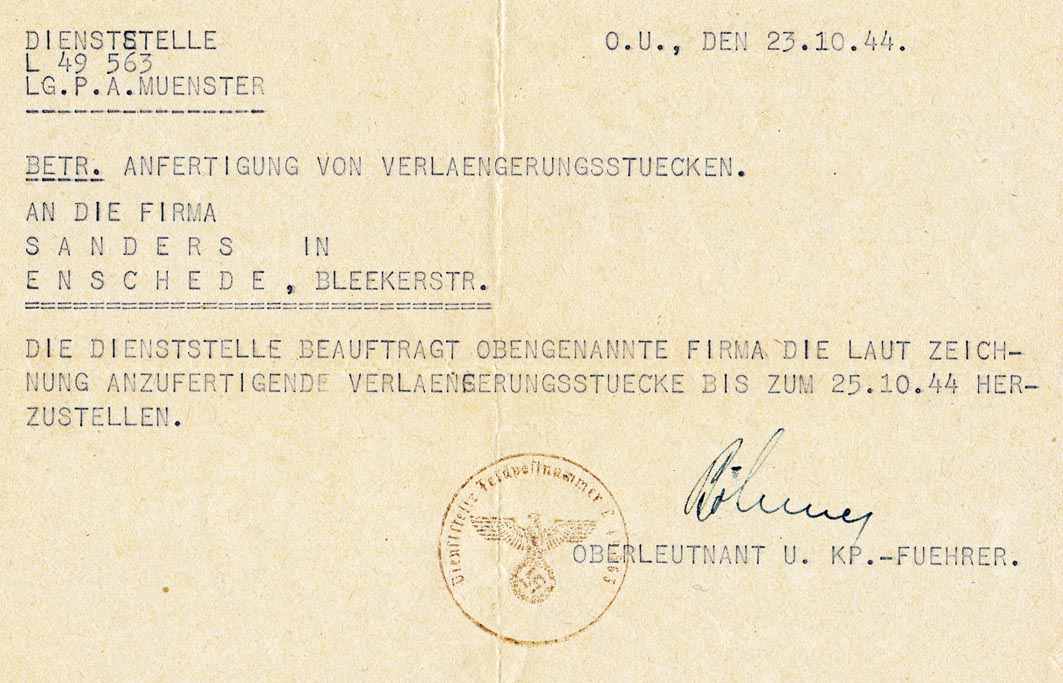 DIENSTSTELLE
L 49 563
LG.P.A.MUENSTER
O.U., DEN 23.10.44.
BETR. ANFERTIGUNG VON VERLAENGERUNGSSTUECKEN.
AN DIE FIRMA
S A N D E R S IN
E N S C H E D E , BLEEKERSTR.
DIE DIENSTSTELLE BEAUFTRAGT OBENGENANNTE FIRMA DIE LAUT ZEICH-
NUNG ANZUFERTIGENDE VERLAENGERUNGSSTUECKE BIS ZUM 25.10.44 HER-
ZUSTELLEN.
OBERLEUTNANT U. KP.-FUEHRER.
Dienststelle Feldpostnummer